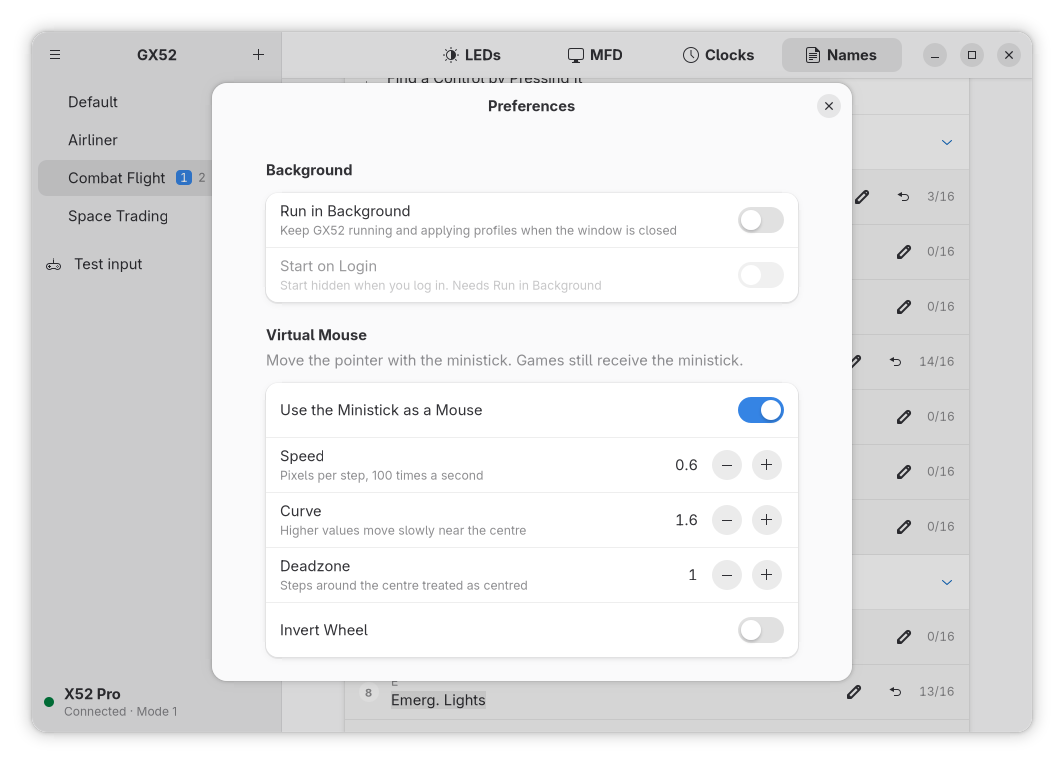 GX52
LEDs
MFD
Clocks
Names
Default
Airliner
Combat Flight 1 2
Space Trading
Test input
X52 Pro
Connected · Mode 1
Find a Control by Pressing It
Preferences
Background
Run in Background
Keep GX52 running and applying profiles when the window is closed
Start on Login
Start hidden when you log in. Needs Run in Background
Virtual Mouse
Move the pointer with the ministick. Games still receive the ministick.
Use the Ministick as a Mouse
Speed
Pixels per step, 100 times a second
0.6
Curve
Higher values move slowly near the centre
1.6
Deadzone
Steps around the centre treated as centred
1
Invert Wheel
3/16
0/16
0/16
14/16
0/16
0/16
0/16
0/16
8
E
Emerg. Lights
13/16